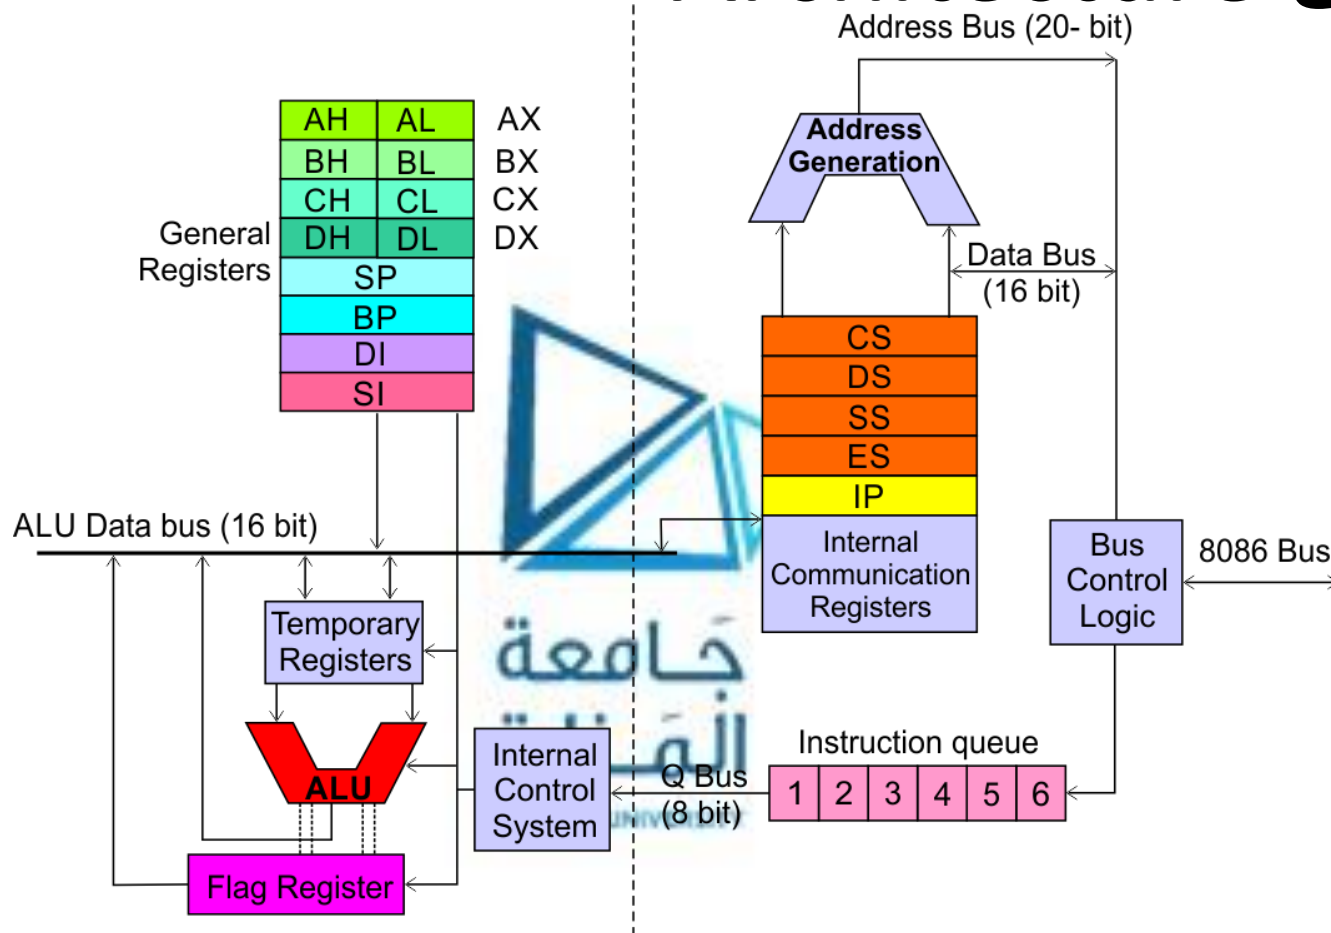 Address Bus (20- bit)
AH AL AX
BH BL BX
CH CL CX
DH DL DX
General
Registers
SP
BP
DI
SI
Address
Generation
Data Bus
(16 bit)
CS
DS
SS
ES
IP
Internal
Communication
Registers
ALU Data bus (16 bit)
Bus
Control
Logic
8086 Bus
Temporary
Registers
ALU
Flag Register
Internal
Control
System
Q Bus
(8 bit)
Instruction queue
1 2 3 4 5 6
جَامعة
UNIVERSITY